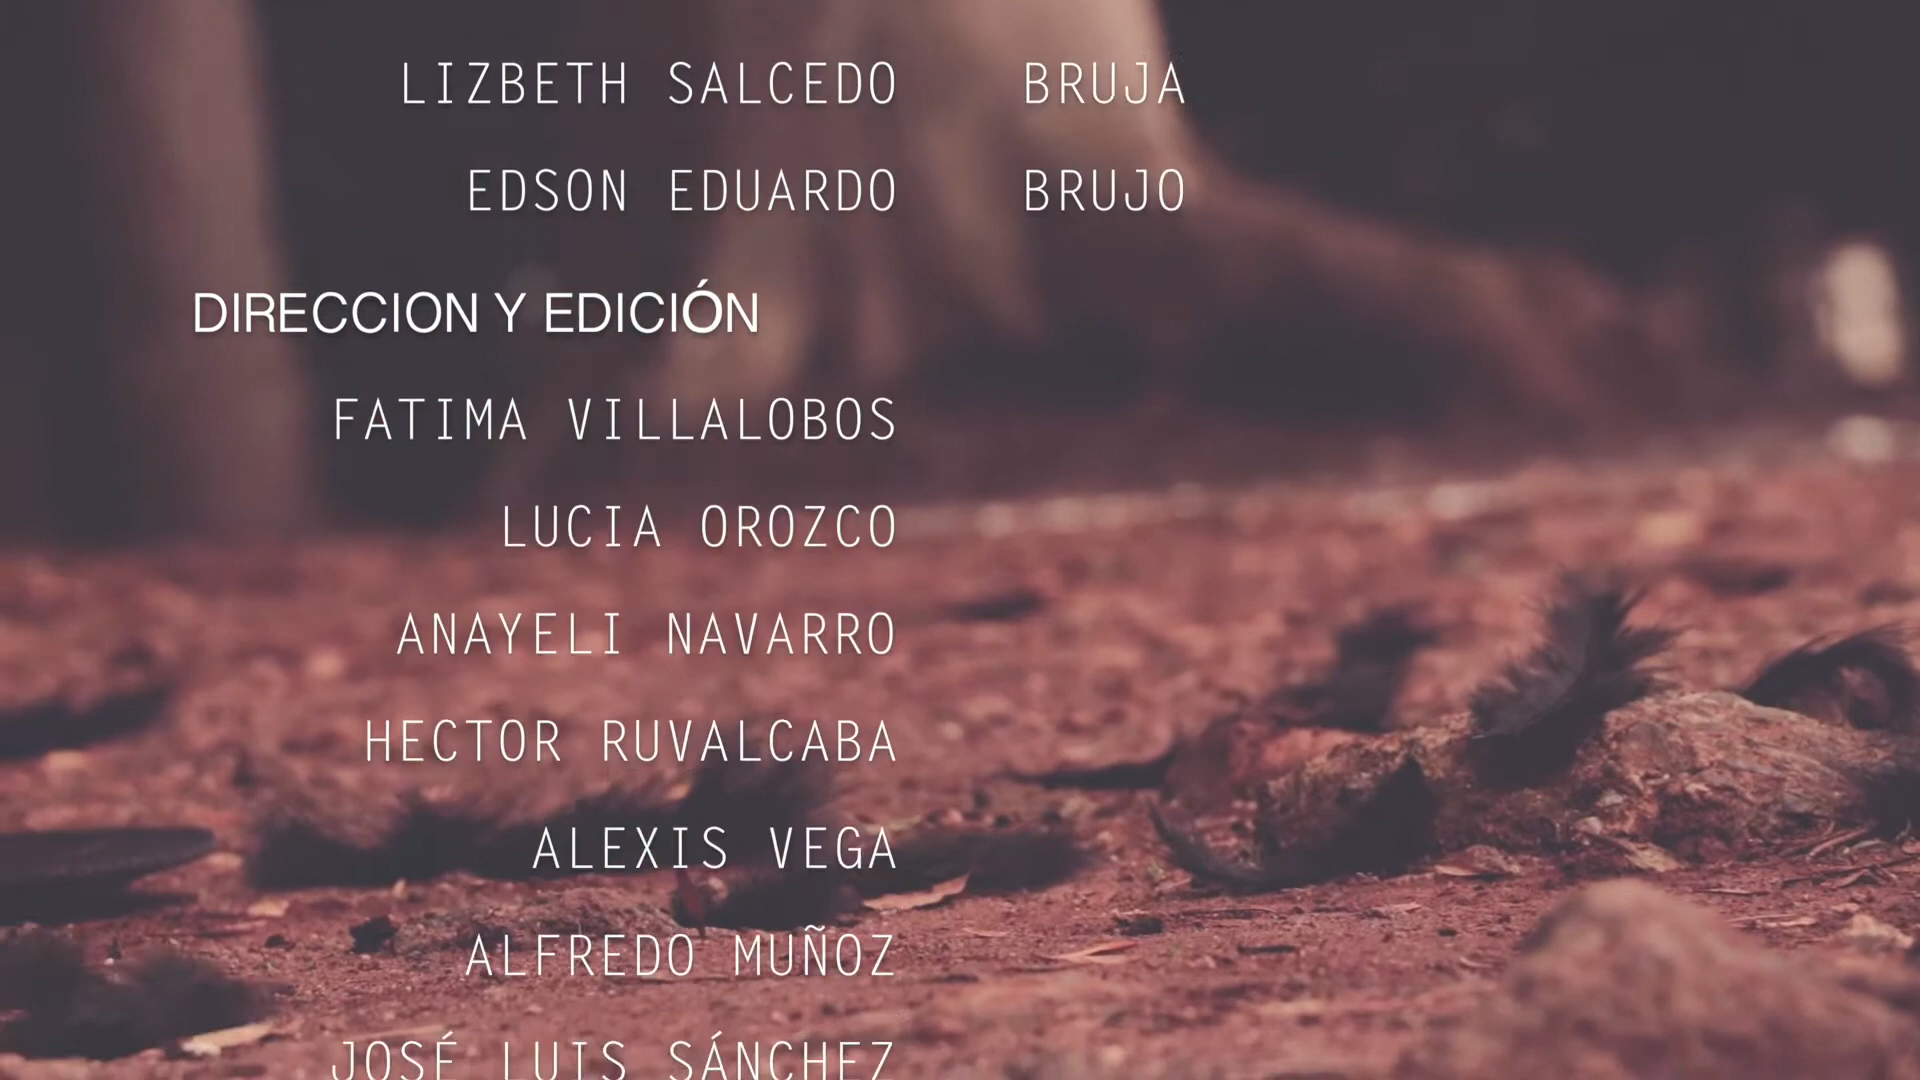 LIZBETH SALCEDO BRUJA
EDSON EDUARDO BRUJO
DIRECCION Y EDICIÓN
FATIMA VILLALOBOS
LUCIA OROZCO
ANAYELI NAVARRO
HECTOR RUVALCABA
ALEXIS VEGA
ALFREDO MUÑOZ
JOSÉ LUIS SÁNCHEZ